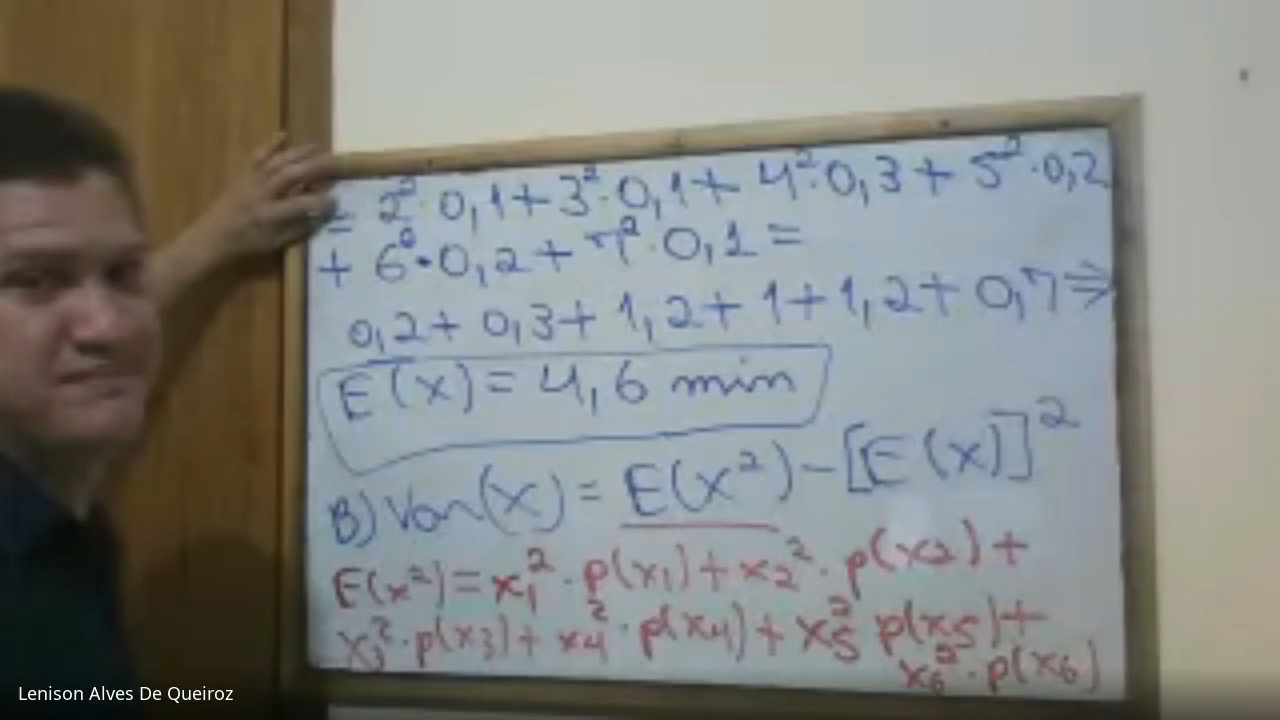 = 2² · 0,1 + 3² · 0,1 + 4² · 0,3 + 5² · 0,2
+ 6² · 0,2 + 7² · 0,1 =
0,2 + 0,3 + 1,2 + 1 + 1,2 + 0,7 ⇒
E(x) = 4,6 min
B) Var(x) = E(x²) - [E(x)]²
E(x²) = x₁² · p(x₁) + x₂² · p(x₂) +
x₃² · p(x₃) + x₄² · p(x₄) + x₅² p(x₅) +
x₆² · p(x₆)
Lenison Alves De Queiroz